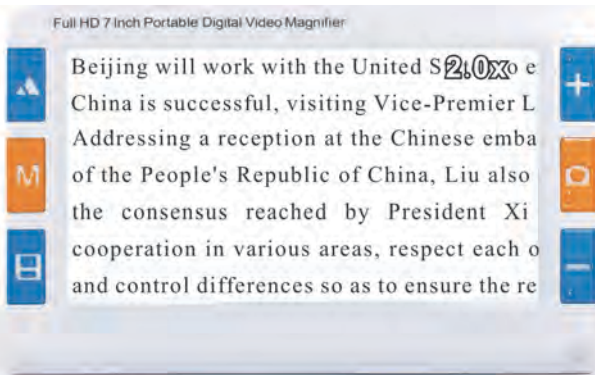 Full HD 7 Inch Portable Digital Video Magnifier
Beijing will work with the United S 2.0x o e
China is successful, visiting Vice-Premier L
Addressing a reception at the Chinese emba
of the People's Republic of China, Liu also
the consensus reached by President Xi
cooperation in various areas, respect each o
and control differences so as to ensure the re
M